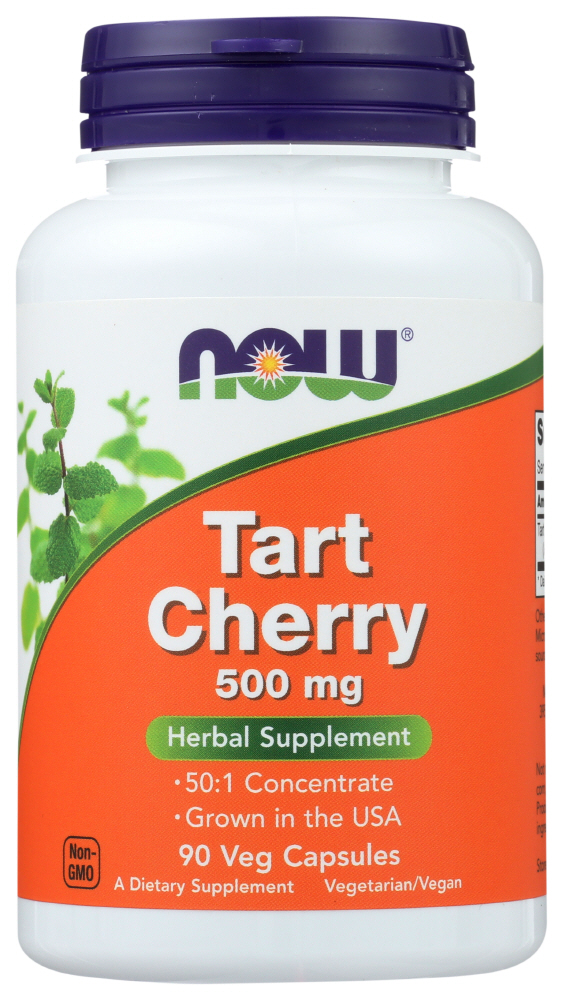 NOW®
Tart
Cherry
500 mg
Herbal Supplement
• 50:1 Concentrate
• Grown in the USA
90 Veg Capsules
Non-
GMO
A Dietary Supplement Vegetarian/Vegan